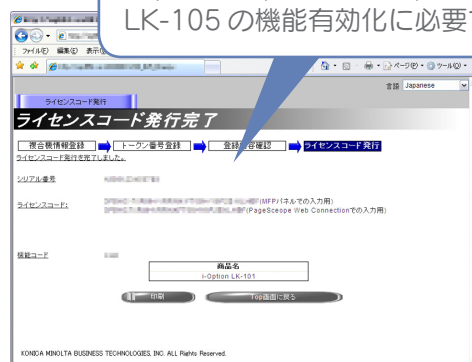 LK-105 の機能有効化に必要
ファイル(F) 編集(E) 表示
ページ(P) ツール(O)
言語 Japanese
ライセンスコード発行
ライセンスコード発行完了
複合機情報登録 トークン番号登録 登録内容確認 ライセンスコード発行
ライセンスコード発行を完了しました。
シリアル番号
ライセンスコード:
(MFPパネルでの入力用)
(PageScope Web Connectionでの入力用)
機能コード
商品名
i-Option LK-101
印刷 Top画面に戻る
KONICA MINOLTA BUSINESS TECHNOLOGIES, INC. ALL Rights Reserved.